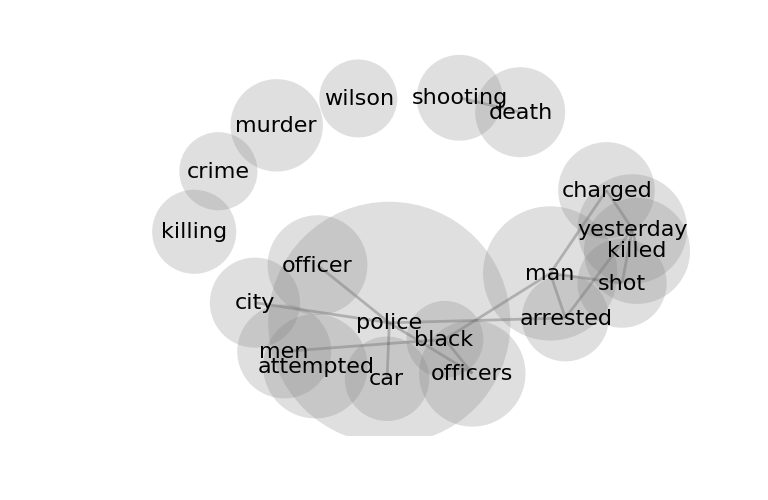 wilson
shooting
death
murder
crime
charged
killing
yesterday
killed
officer
man
shot
city
arrested
police
black
men
attempted
car
officers